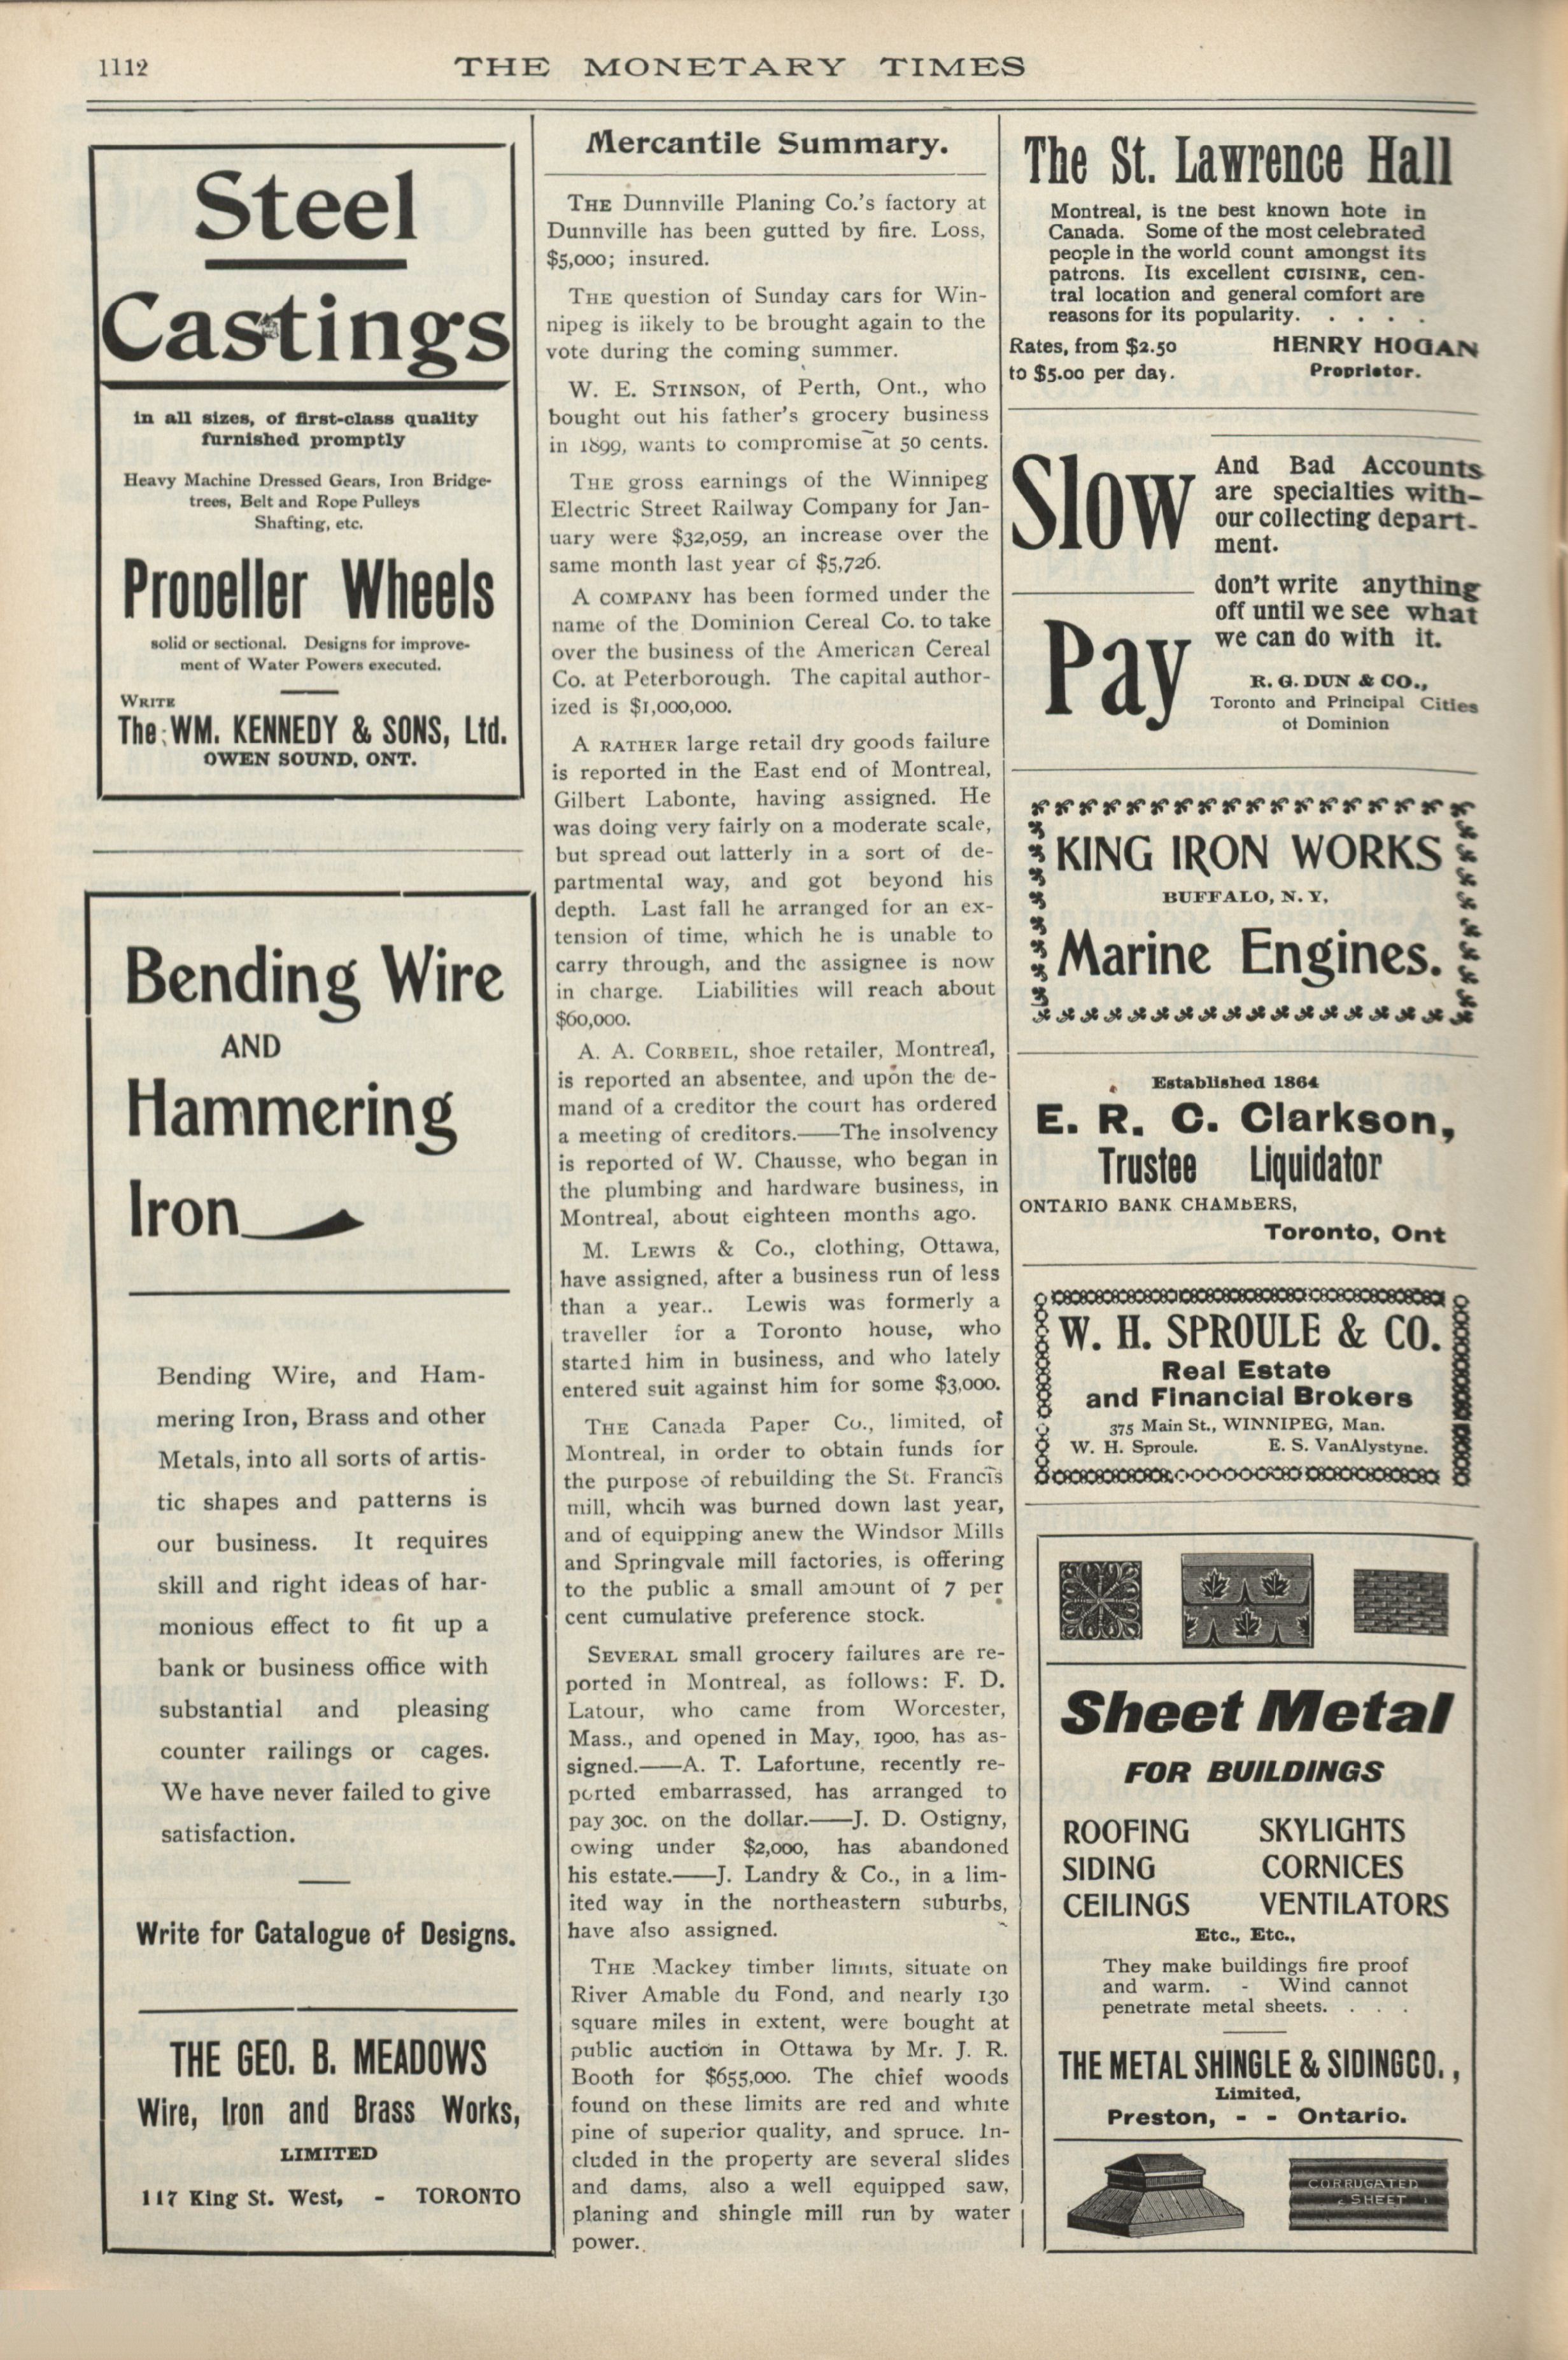 1112
THE MONETARY TIMES
Steel
Castings
in all sizes, of first-class quality
furnished promptly
Heavy Machine Dressed Gears, Iron Bridge-
trees, Belt and Rope Pulleys
Shafting, etc.
Propeller Wheels
solid or sectional. Designs for improve-
ment of Water Powers executed.
WRITE
The WM. KENNEDY & SONS, Ltd.
OWEN SOUND, ONT.
Bending Wire
AND
Hammering
Iron
Bending Wire, and Ham-
mering Iron, Brass and other
Metals, into all sorts of artis-
tic shapes and patterns is
our business. It requires
skill and right ideas of har-
monious effect to fit up a
bank or business office with
substantial and pleasing
counter railings or cages.
We have never failed to give
satisfaction.
Write for Catalogue of Designs.
THE GEO. B. MEADOWS
Wire, Iron and Brass Works,
LIMITED
117 King St. West, - TORONTO
Mercantile Summary.
THE Dunnville Planing Co.'s factory at
Dunnville has been gutted by fire. Loss,
$5,000; insured.
THE question of Sunday cars for Win-
nipeg is iikely to be brought again to the
vote during the coming summer.
W. E. STINSON, of Perth, Ont., who
bought out his father's grocery business
in 1899, wants to compromise at 50 cents.
THE gross earnings of the Winnipeg
Electric Street Railway Company for Jan-
uary were $32,059, an increase over the
same month last year of $5,726.
A COMPANY has been formed under the
name of the Dominion Cereal Co. to take
over the business of the American Cereal
Co. at Peterborough. The capital author-
ized is $1,000,000.
A RATHER large retail dry goods failure
is reported in the East end of Montreal,
Gilbert Labonte, having assigned. He
was doing very fairly on a moderate scale,
but spread out latterly in a sort of de-
partmental way, and got beyond his
depth. Last fall he arranged for an ex-
tension of time, which he is unable to
carry through, and the assignee is now
in charge. Liabilities will reach about
$60,000.
A. A. CORBEIL, shoe retailer, Montreal,
is reported an absentee, and upon the de-
mand of a creditor the court has ordered
a meeting of creditors.——The insolvency
is reported of W. Chausse, who began in
the plumbing and hardware business, in
Montreal, about eighteen months ago.
M. LEWIS & Co., clothing, Ottawa,
have assigned, after a business run of less
than a year.. Lewis was formerly a
traveller for a Toronto house, who
started him in business, and who lately
entered suit against him for some $3,000.
THE Canada Paper Co., limited, of
Montreal, in order to obtain funds for
the purpose of rebuilding the St. Francis
mill, whcih was burned down last year,
and of equipping anew the Windsor Mills
and Springvale mill factories, is offering
to the public a small amount of 7 per
cent cumulative preference stock.
SEVERAL small grocery failures are re-
ported in Montreal, as follows: F. D.
Latour, who came from Worcester,
Mass., and opened in May, 1900, has as-
signed.——A. T. Lafortune, recently re-
ported embarrassed, has arranged to
pay 30c. on the dollar.——J. D. Ostigny,
owing under $2,000, has abandoned
his estate.——J. Landry & Co., in a lim-
ited way in the northeastern suburbs,
have also assigned.
THE Mackey timber limits, situate on
River Amable du Fond, and nearly 130
square miles in extent, were bought at
public auction in Ottawa by Mr. J. R.
Booth for $655,000. The chief woods
found on these limits are red and white
pine of superior quality, and spruce. In-
cluded in the property are several slides
and dams, also a well equipped saw,
planing and shingle mill run by water
power.
The St. Lawrence Hall
Montreal, is the best known hote in
Canada. Some of the most celebrated
people in the world count amongst its
patrons. Its excellent CUISINE, cen-
tral location and general comfort are
reasons for its popularity. . . . .
Rates, from $2.50
to $5.00 per day.
HENRY HOGAN
Proprietor.
Slow
Pay
And Bad Accounts
are specialties with-
our collecting depart-
ment.
don't write anything
off until we see what
we can do with it.
R. G. DUN & CO.,
Toronto and Principal Cities
of Dominion
KING IRON WORKS
BUFFALO, N. Y,
Marine Engines.
Established 1864
E. R. C. Clarkson,
Trustee Liquidator
ONTARIO BANK CHAMBERS,
Toronto, Ont
W. H. SPROULE & CO.
Real Estate
and Financial Brokers
375 Main St., WINNIPEG, Man.
W. H. Sproule. E. S. VanAlystyne.
Sheet Metal
FOR BUILDINGS
ROOFING SKYLIGHTS
SIDING CORNICES
CEILINGS VENTILATORS
Etc., Etc.,
They make buildings fire proof
and warm. - Wind cannot
penetrate metal sheets. . . .
THE METAL SHINGLE & SIDING CO.,
Limited,
Preston, - - Ontario.
CORRUGATED
SHEET